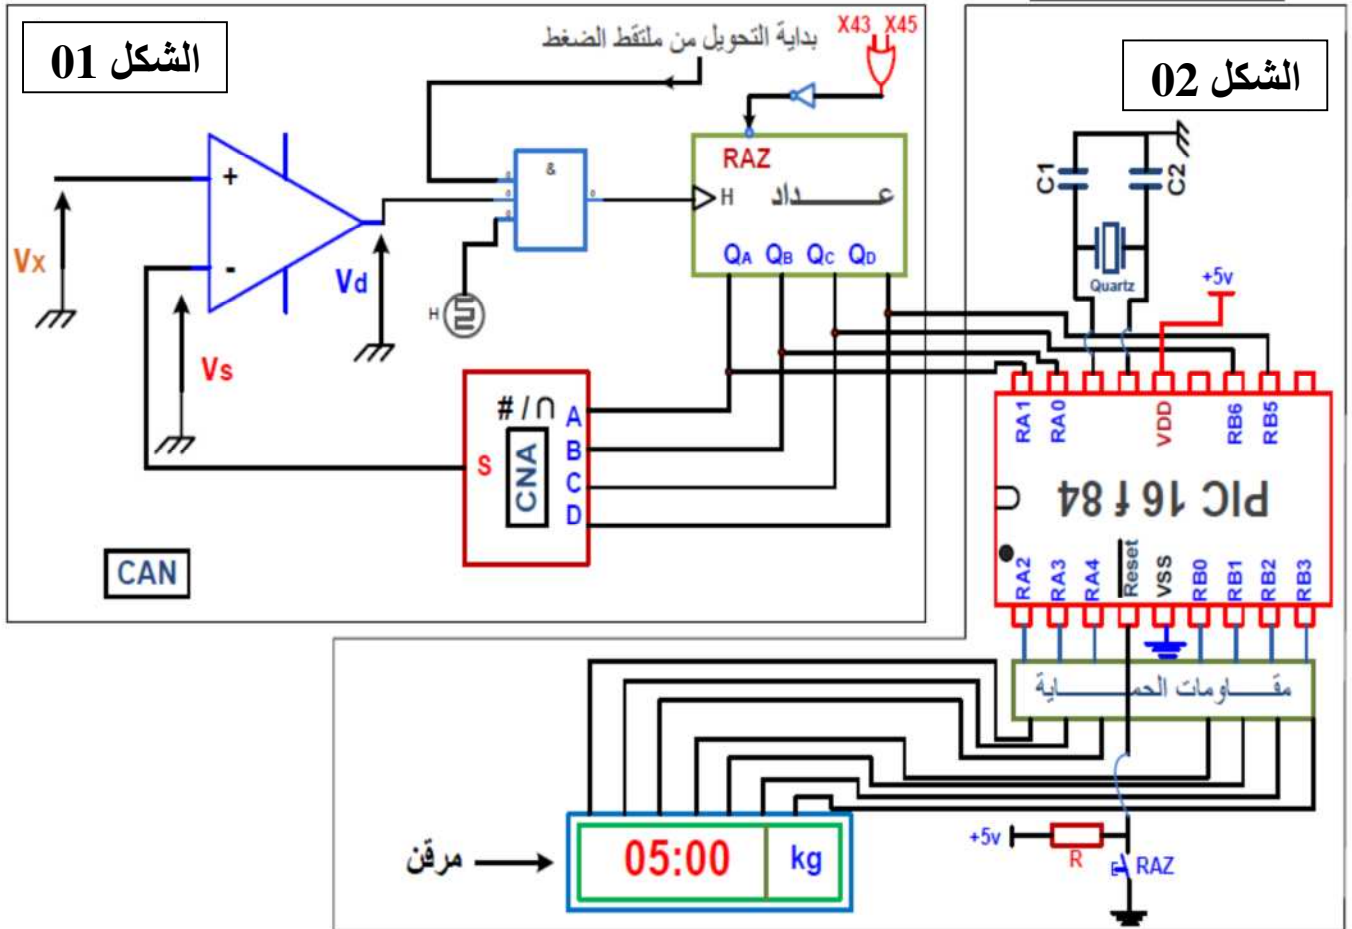 الشكل 01
بداية التحويل من ملتقط الضغط
X43 X45
الشكل 02
RAZ
H
عـــــداد
QA QB QC QD
&
+
-
Vx
Vd
Vs
H
# / ∩
CNA
S
A
B
C
D
CAN
C1
C2
Quartz
+5v
RA1
RA0
VDD
RB6
RB5
PIC 16 f 84
RA2
RA3
RA4
Reset
VSS
RB0
RB1
RB2
RB3
مقـــاومات الحمـــــاية
مرقن
05:00
kg
+5v
R
RAZ